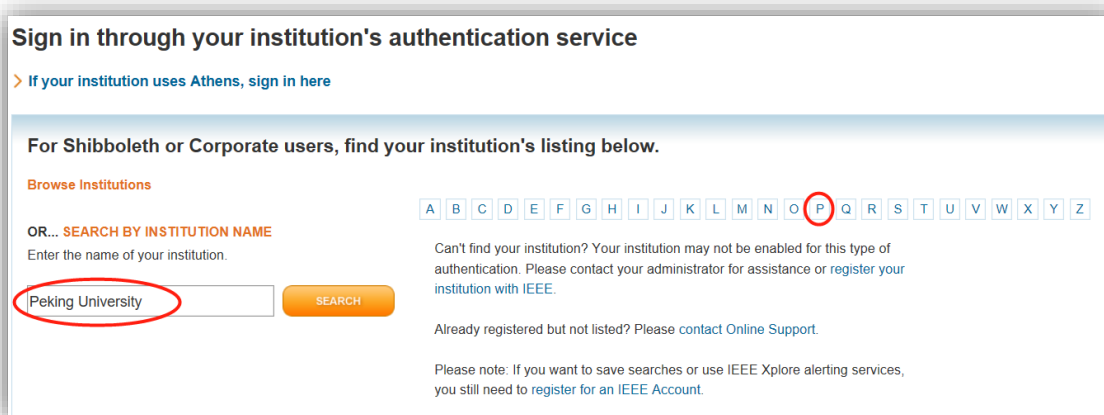 Sign in through your institution's authentication service
If your institution uses Athens, sign in here
For Shibboleth or Corporate users, find your institution's listing below.
Browse Institutions
A B C D E F G H I J K L M N O P Q R S T U V W X Y Z
OR... SEARCH BY INSTITUTION NAME
Enter the name of your institution.
Peking University
SEARCH
Can't find your institution? Your institution may not be enabled for this type of
authentication. Please contact your administrator for assistance or register your
institution with IEEE.
Already registered but not listed? Please contact Online Support.
Please note: If you want to save searches or use IEEE Xplore alerting services,
you still need to register for an IEEE Account.